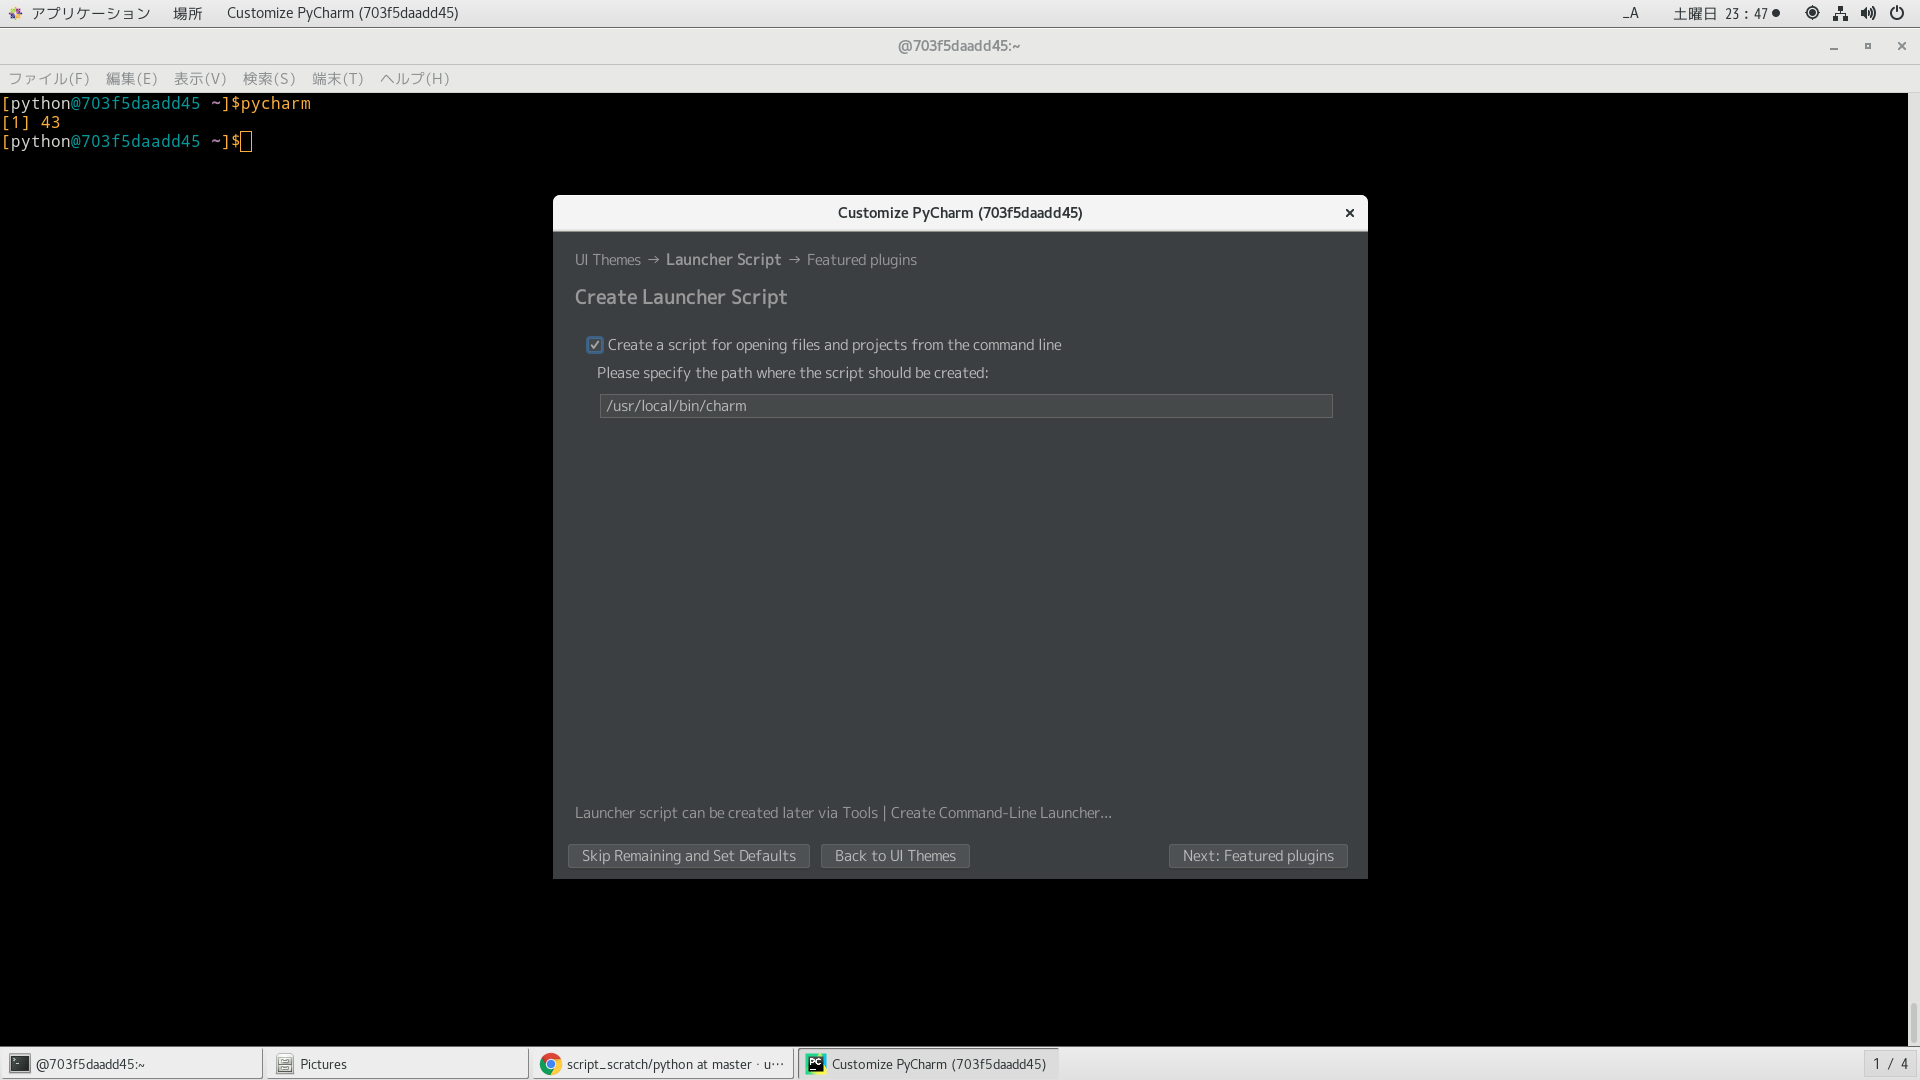 アプリケーション 場所 Customize PyCharm (703f5daadd45) _A 土曜日 23 : 47
@703f5daadd45:~
ファイル(F) 編集(E) 表示(V) 検索(S) 端末(T) ヘルプ(H)
[python@703f5daadd45 ~]$pycharm
[1] 43
[python@703f5daadd45 ~]$
Customize PyCharm (703f5daadd45)
UI Themes → Launcher Script → Featured plugins
Create Launcher Script
Create a script for opening files and projects from the command line
Please specify the path where the script should be created:
/usr/local/bin/charm
Launcher script can be created later via Tools | Create Command-Line Launcher...
Skip Remaining and Set Defaults Back to UI Themes Next: Featured plugins
@703f5daadd45:~ Pictures script_scratch/python at master · u… PC Customize PyCharm (703f5daadd45) 1 / 4